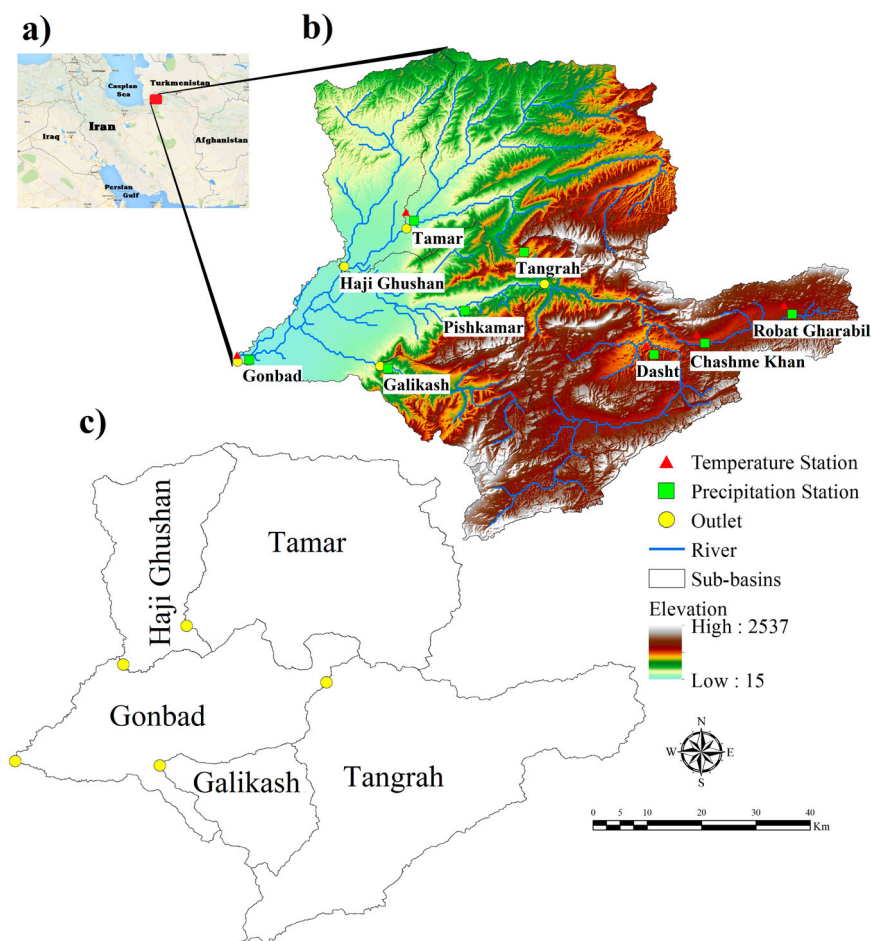 a)
b)
Caspian
Sea
Turkmenistan
Iran
Iraq
Afghanistan
Persian
Gulf
Tamar
Haji Ghushan
Tangrah
Pishkamar
Robat Gharabil
Gonbad
Galikash
Dasht
Chashme Khan
c)
Haji Ghushan
Tamar
Gonbad
Galikash
Tangrah
Temperature Station
Precipitation Station
Outlet
River
Sub-basins
Elevation
High : 2537
Low : 15
N
W
E
S
0 5 10 20 30 40
Km